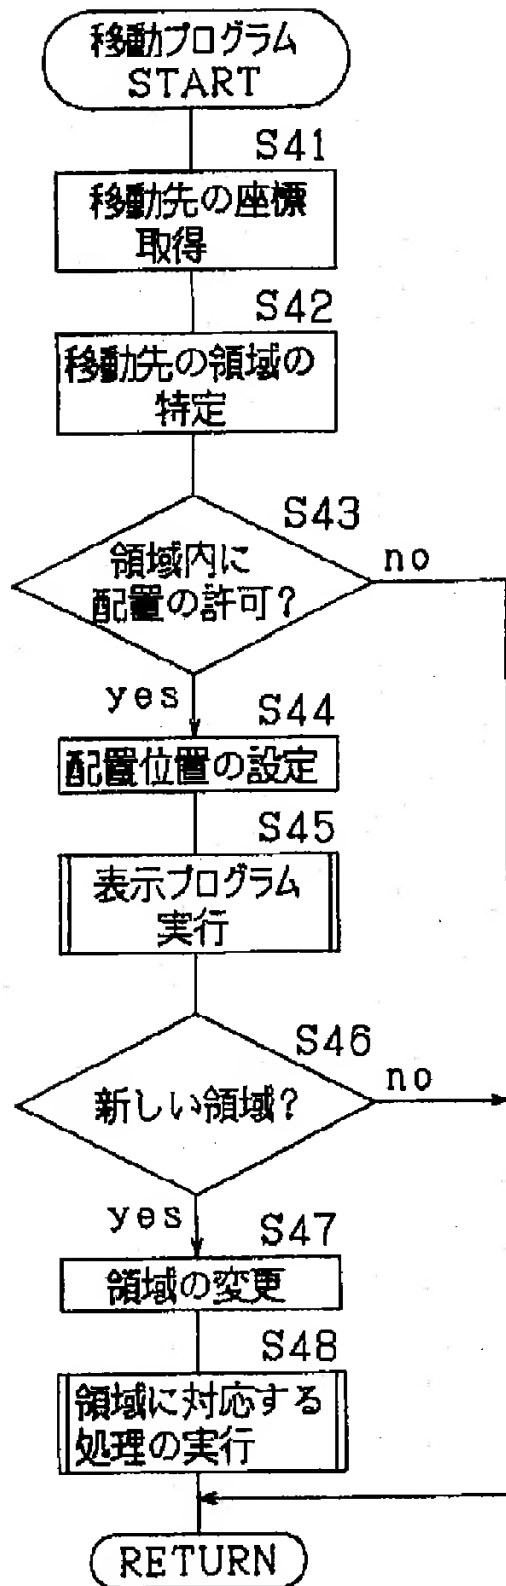 移動プログラム
START
S41
移動先の座標
取得
S42
移動先の領域の
特定
S43
領域内に
配置の許可?
no
yes
S44
配置位置の設定
S45
表示プログラム
実行
S46
新しい領域?
no
yes
S47
領域の変更
S48
領域に対応する
処理の実行
RETURN